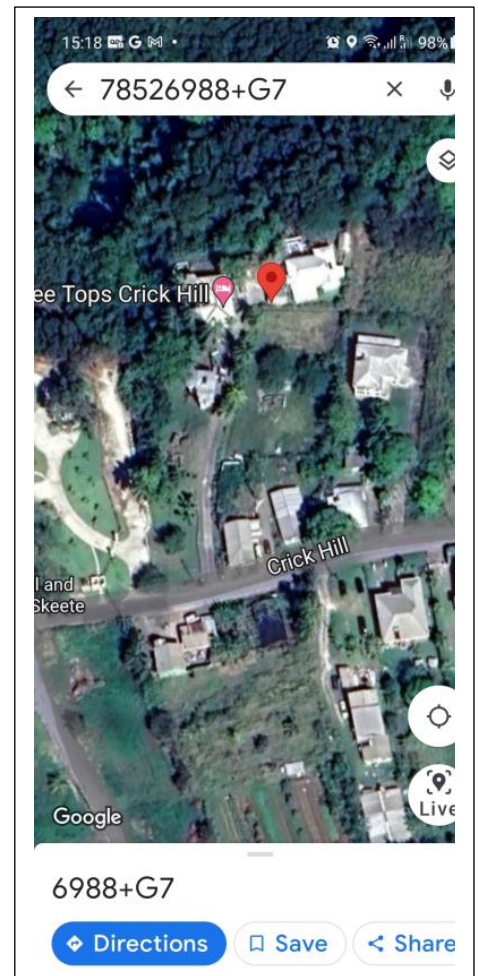 15:18 G M •
98%
78526988+G7
ee Tops Crick Hill
Crick Hill
l and
Skeete
Live
Google
6988+G7
Directions Save Share